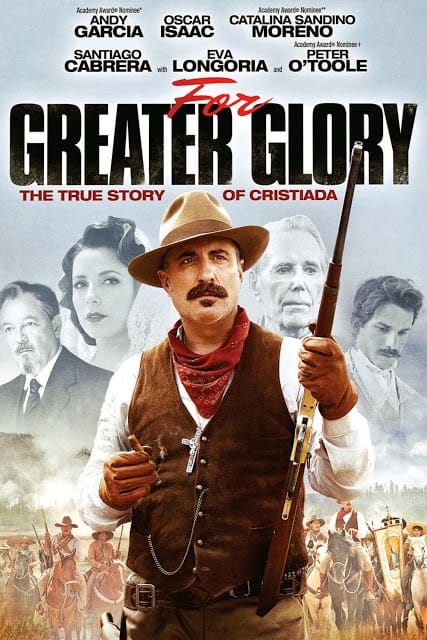 Academy Award® Nominee*
ANDY
GARCIA
OSCAR
ISAAC
Academy Award® Nominee**
CATALINA SANDINO
MORENO
SANTIAGO
CABRERA
with
EVA
LONGORIA
and
Academy Award® Nominee‡
PETER
O'TOOLE
For
GREATER GLORY
THE TRUE STORY OF CRISTIADA